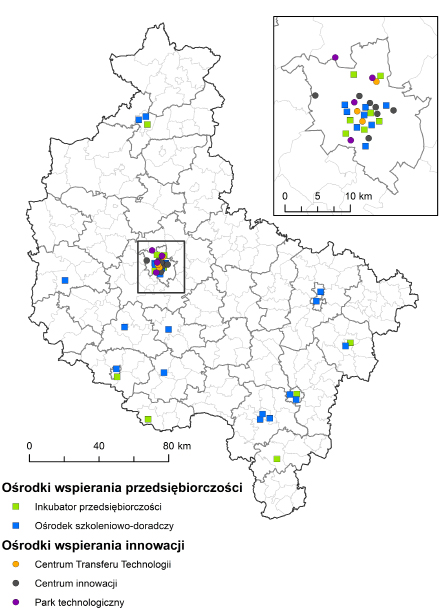 0 5 10 km
0 40 80 km
Ośrodki wspierania przedsiębiorczości
Inkubator przedsiębiorczości
Ośrodek szkoleniowo-doradczy
Ośrodki wspierania innowacji
Centrum Transferu Technologii
Centrum innowacji
Park technologiczny